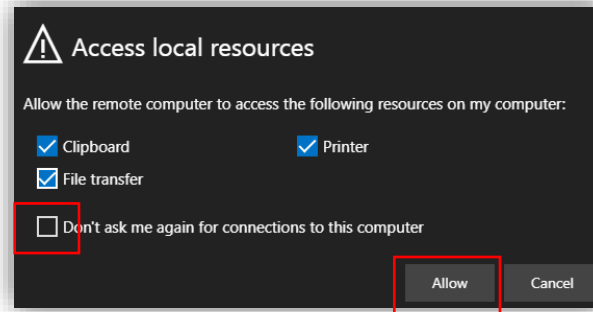 Access local resources
Allow the remote computer to access the following resources on my computer:
Clipboard Printer
File transfer
Don't ask me again for connections to this computer
Allow Cancel